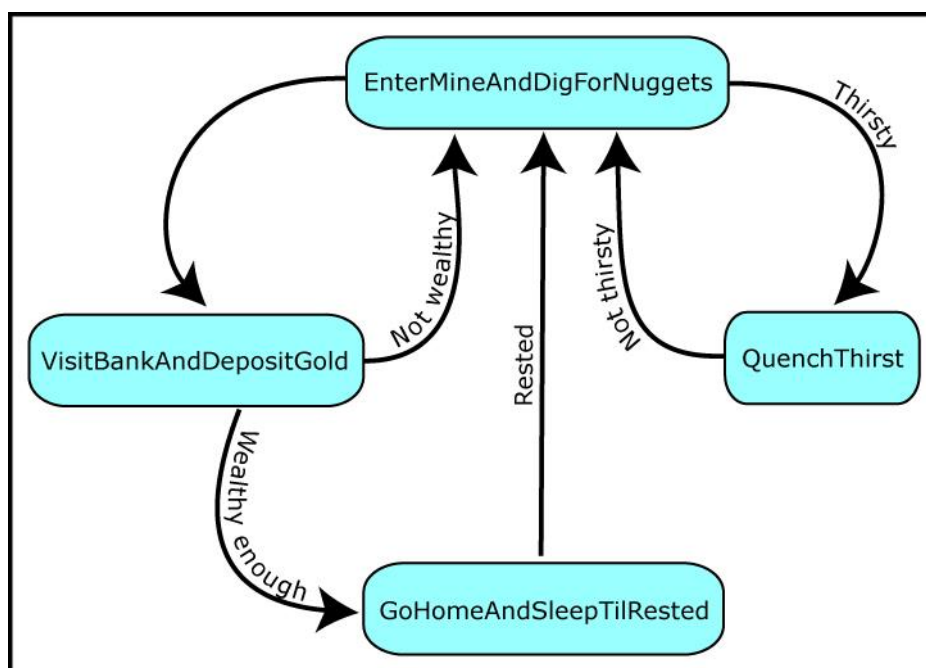 EnterMineAndDigForNuggets
Thirsty
Not wealthy
Not thirsty
VisitBankAndDepositGold
QuenchThirst
Rested
Wealthy enough
GoHomeAndSleepTilRested